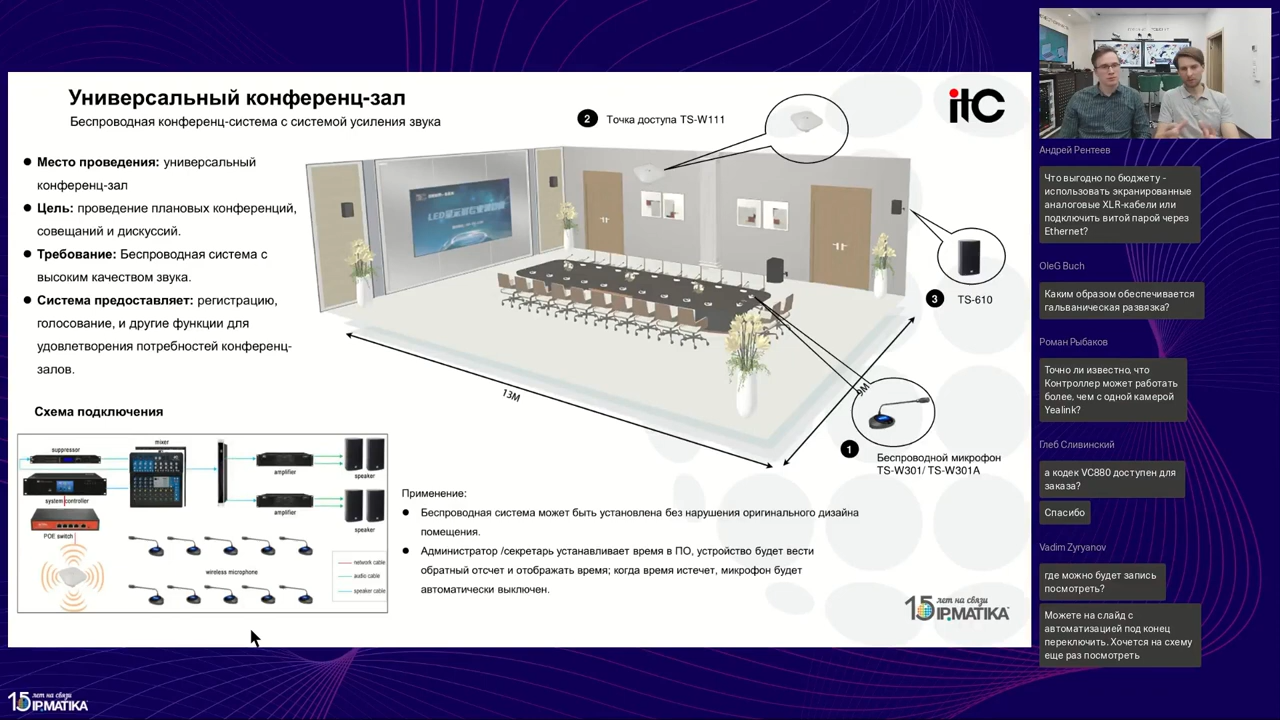 Универсальный конференц-зал
Беспроводная конференц-система с системой усиления звука
● Место проведения: универсальный
конференц-зал
● Цель: проведение плановых конференций,
совещаний и дискуссий.
● Требование: Беспроводная система с
высоким качеством звука.
● Система предоставляет: регистрацию,
голосование, и другие функции для
удовлетворения потребностей конференц-
залов.
Схема подключения
suppressor
mixer
amplifier
speaker
system controller
amplifier
speaker
POE switch
wireless microphone
network cable
audio cable
speaker cable
2 Точка доступа TS-W111
itc
3 TS-610
13М
9М
1 Беспроводной микрофон
TS-W301/ TS-W301A
Применение:
● Беспроводная система может быть установлена без нарушения оригинального дизайна
помещения.
● Администратор /секретарь устанавливает время в ПО, устройство будет вести
обратный отсчет и отображать время; когда время истечет, микрофон будет
автоматически выключен.
15 лет на связи
IPMATIKA
15 лет на связи
IPMATIKA
Андрей Рентеев
Что выгодно по бюджету -
использовать экранированные
аналоговые XLR-кабели или
подключить витой парой через
Ethernet?
OleG Buch
Каким образом обеспечивается
гальваническая развязка?
Роман Рыбаков
Точно ли известно, что
Контроллер может работать
более, чем с одной камерой
Yealink?
Глеб Сливинский
а кодек VC880 доступен для
заказа?
Спасибо
Vadim Zyryanov
где можно будет запись
посмотреть?
Можете на слайд с
автоматизацией под конец
переключить. Хочется на схему
еще раз посмотреть